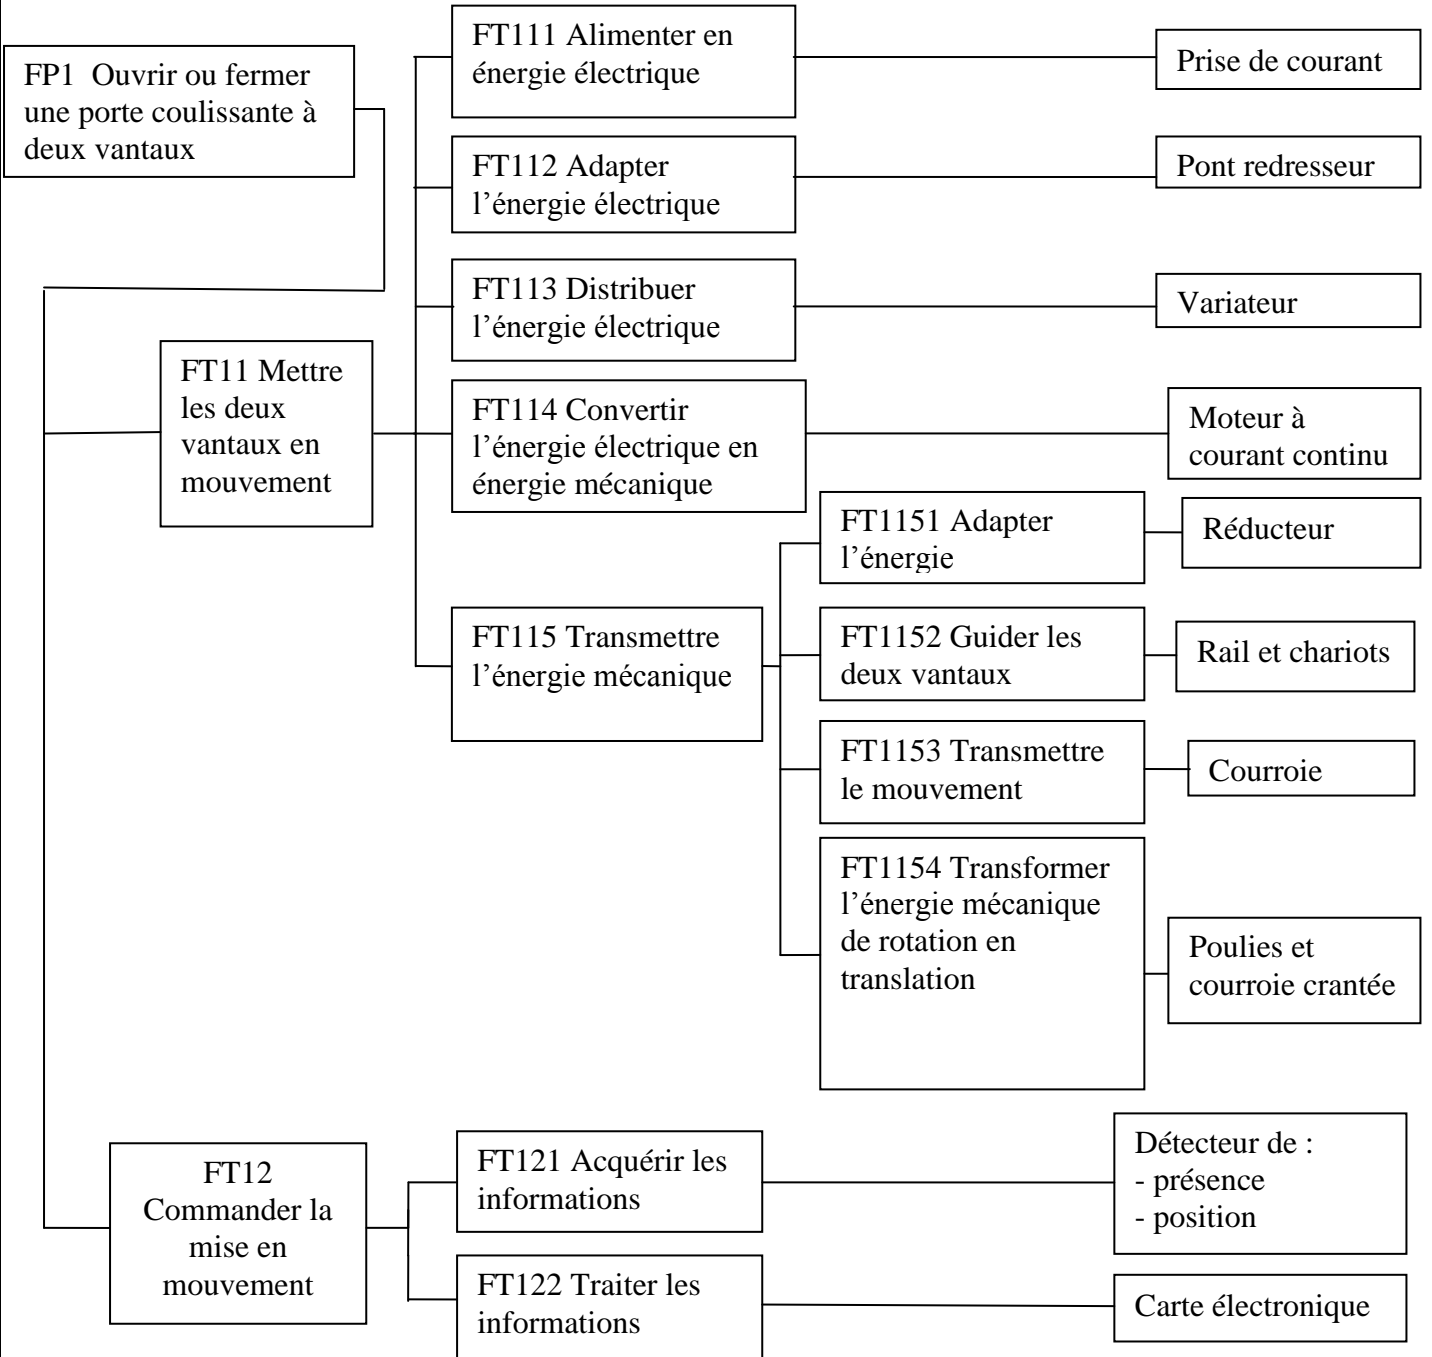 FP1 Ouvrir ou fermer
une porte coulissante à
deux vantaux
FT11 Mettre
les deux
vantaux en
mouvement
FT111 Alimenter en
énergie électrique
Prise de courant
FT112 Adapter
l’énergie électrique
Pont redresseur
FT113 Distribuer
l’énergie électrique
Variateur
FT114 Convertir
l’énergie électrique en
énergie mécanique
Moteur à
courant continu
FT115 Transmettre
l’énergie mécanique
FT1151 Adapter
l’énergie
Réducteur
FT1152 Guider les
deux vantaux
Rail et chariots
FT1153 Transmettre
le mouvement
Courroie
FT1154 Transformer
l’énergie mécanique
de rotation en
translation
Poulies et
courroie crantée
FT12
Commander la
mise en
mouvement
FT121 Acquérir les
informations
Détecteur de :
- présence
- position
FT122 Traiter les
informations
Carte électronique